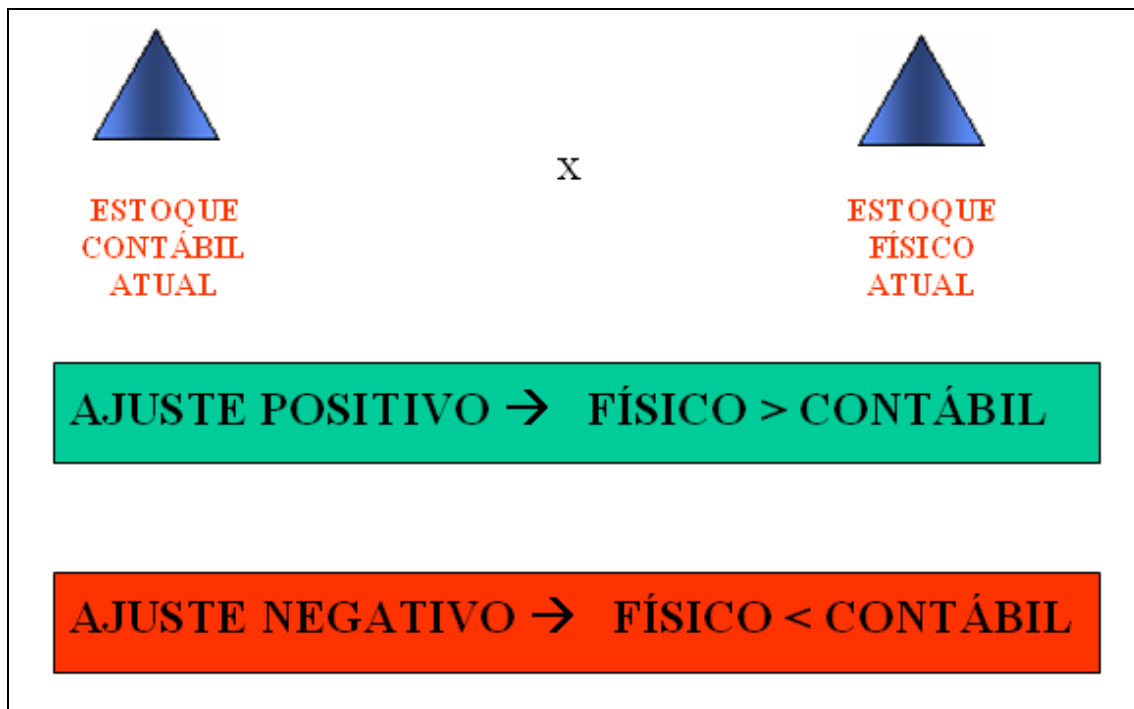 ESTOQUE
CONTÁBIL
ATUAL
X
ESTOQUE
FÍSICO
ATUAL
AJUSTE POSITIVO → FÍSICO > CONTÁBIL
AJUSTE NEGATIVO → FÍSICO < CONTÁBIL